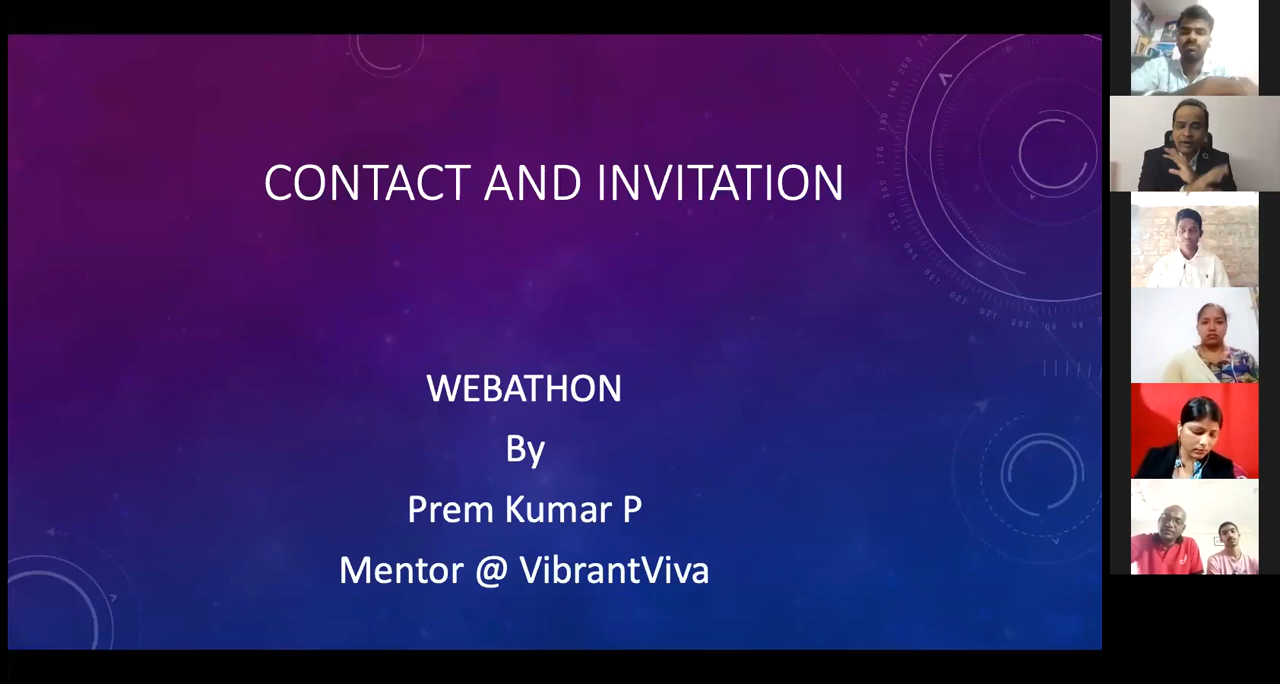 CONTACT AND INVITATION
WEBATHON
By
Prem Kumar P
Mentor @ VibrantViva